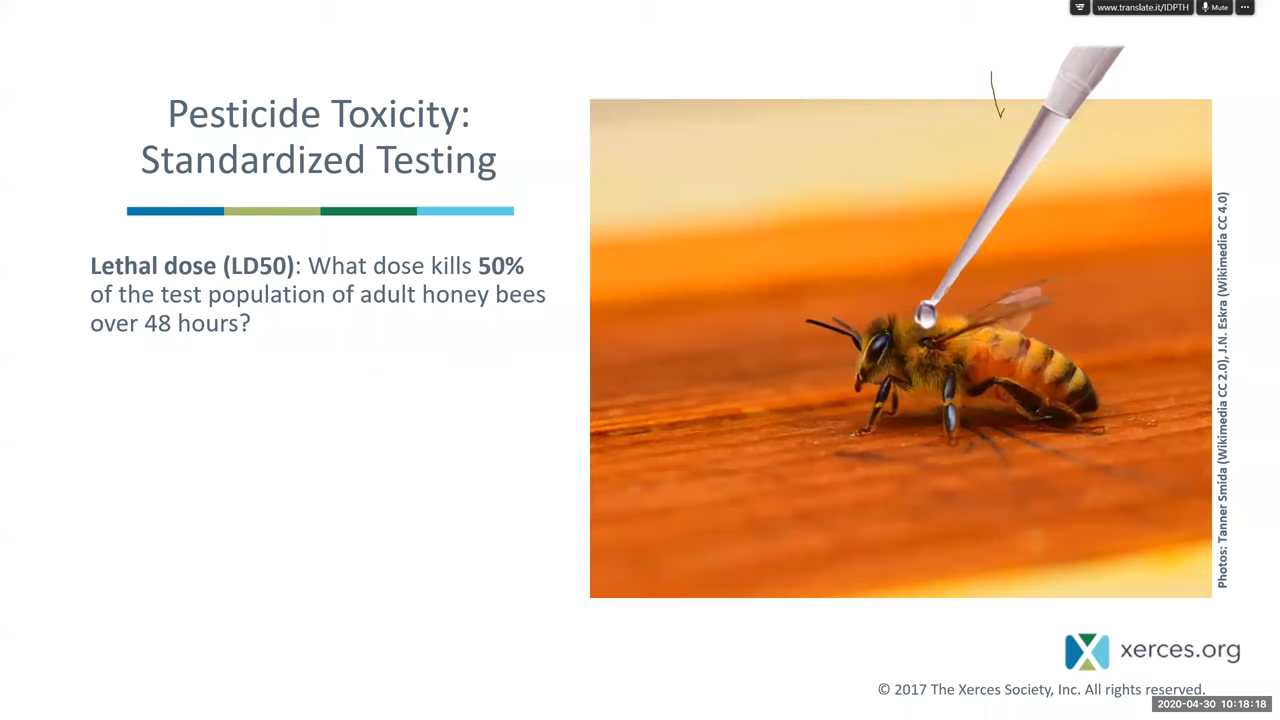 www.translate.it/IDPTH
Mute
Pesticide Toxicity:
Standardized Testing
Lethal dose (LD50): What dose kills 50%
of the test population of adult honey bees
over 48 hours?
Photos: Tanner Smida (Wikimedia CC 2.0), J.N. Eskra (Wikimedia CC 4.0)
xerces.org
© 2017 The Xerces Society, Inc. All rights reserved.
2020-04-30 10:18:18